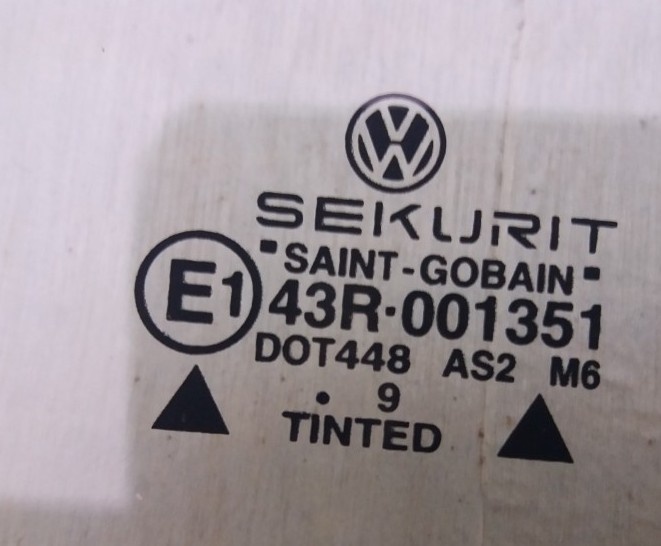 SEKURIT
"SAINT-GOBAIN"
E1 43R·001351
DOT448 AS2 M6
. 9
TINTED